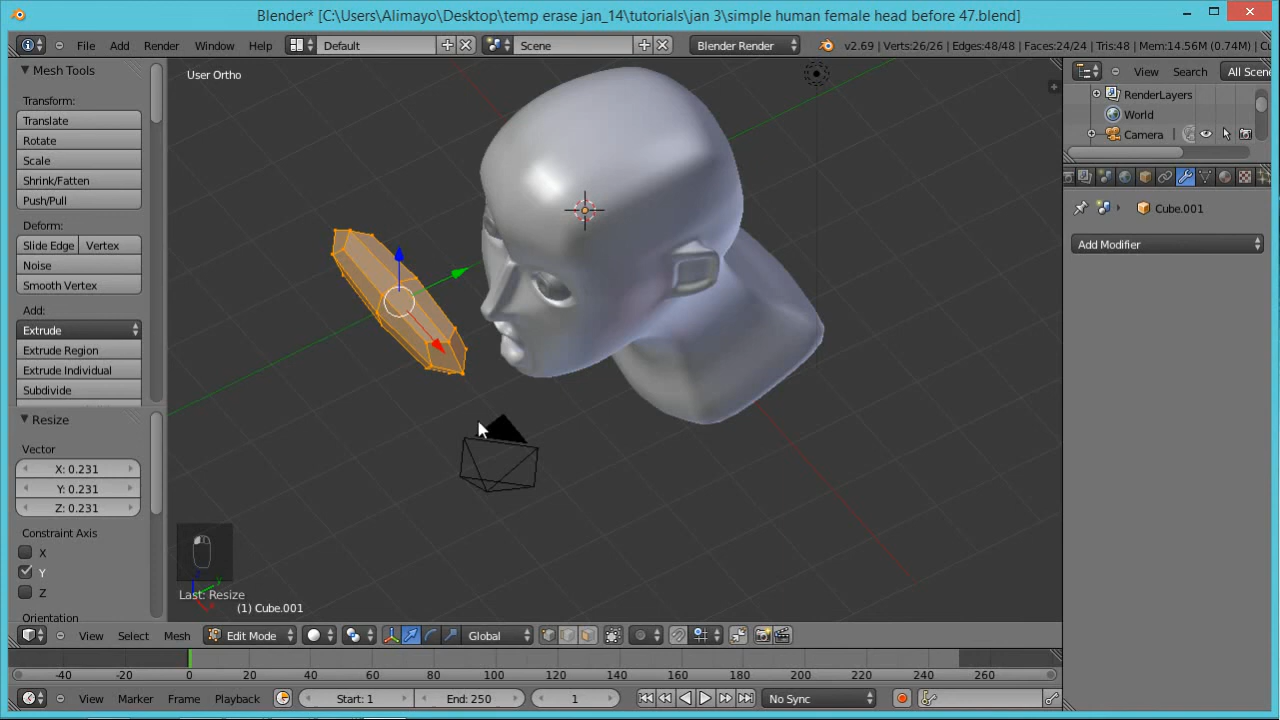 Blender* [C:\Users\Alimayo\Desktop\temp erase jan_14\tutorials\jan 3\simple human female head before 47.blend]
File Add Render Window Help Default Scene Blender Render v2.69 | Verts:26/26 | Edges:48/48 | Faces:24/24 | Tris:48 | Mem:14.56M (0.74M) | Cu
Mesh Tools
User Ortho
View Search All Scene
RenderLayers
World
Camera
Transform:
Translate
Rotate
Scale
Shrink/Fatten
Push/Pull
Cube.001
Add Modifier
Deform:
Slide Edge Vertex
Noise
Smooth Vertex
Add:
Extrude
Extrude Region
Extrude Individual
Subdivide
Resize
Vector
X: 0.231
Y: 0.231
Z: 0.231
Constraint Axis
X
Y
Z
Orientation
Last: Resize
(1) Cube.001
View Select Mesh Edit Mode Global
-40 -20 0 20 40 60 80 100 120 140 160 180 200 220 240 260
View Marker Frame Playback Start: 1 End: 250 1 No Sync